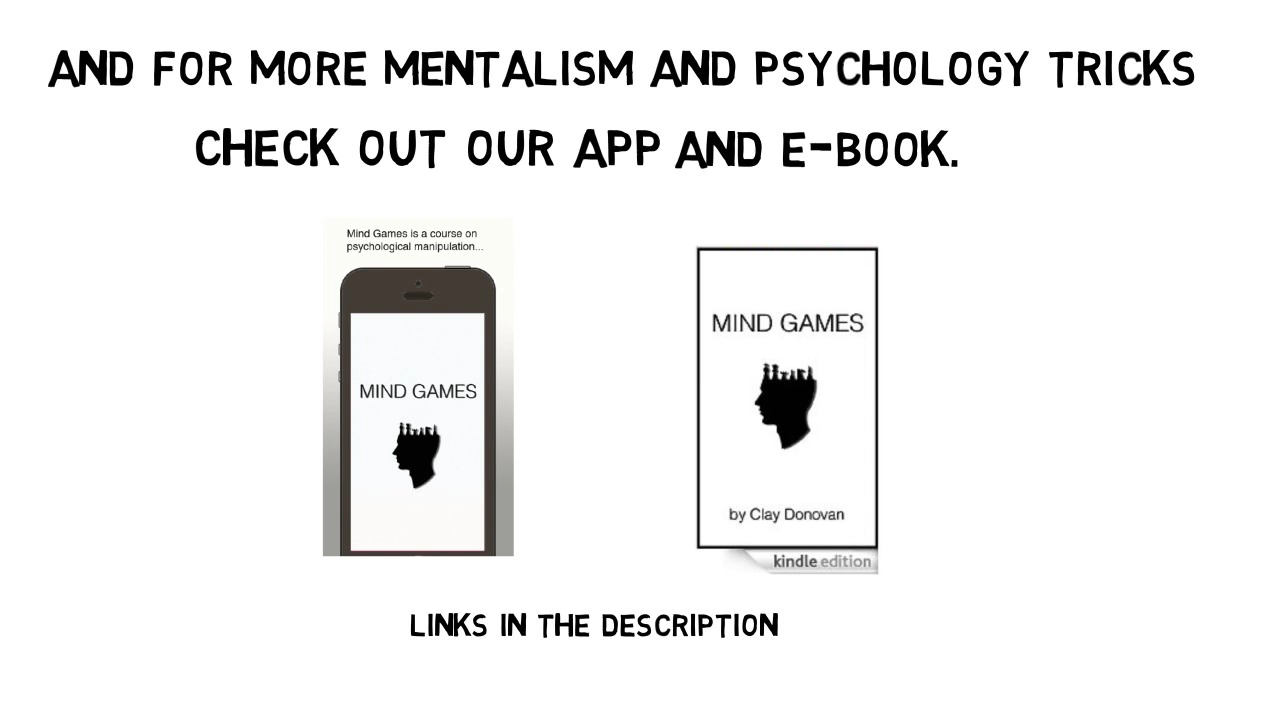 AND FOR MORE MENTALISM AND PSYCHOLOGY TRICKS
CHECK OUT OUR APP AND E-BOOK.
Mind Games is a course on
psychological manipulation...
MIND GAMES
MIND GAMES
by Clay Donovan
kindle edition
LINKS IN THE DESCRIPTION